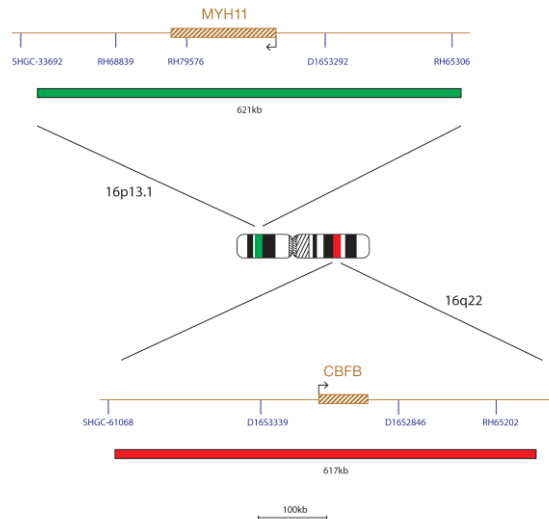 MYH11
SHGC-33692 RH68839 RH79576 D16S3292 RH65306
621kb
16p13.1
16q22
CBFB
SHGC-61068 D16S3339 D16S2846 RH65202
617kb
100kb